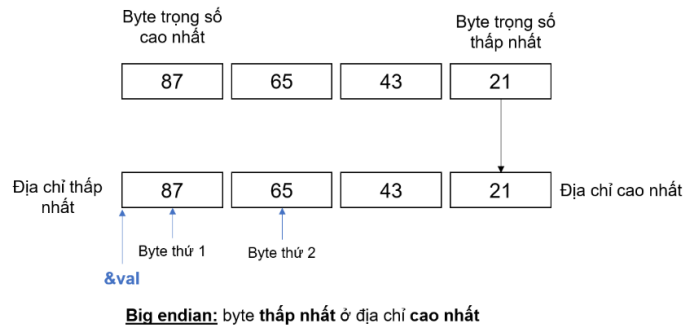 Byte trọng số
cao nhất
Byte trọng số
thấp nhất
87 65 43 21
Địa chỉ thấp
nhất
87 65 43 21
Địa chỉ cao nhất
Byte thứ 1
Byte thứ 2
&val
Big endian: byte thấp nhất ở địa chỉ cao nhất